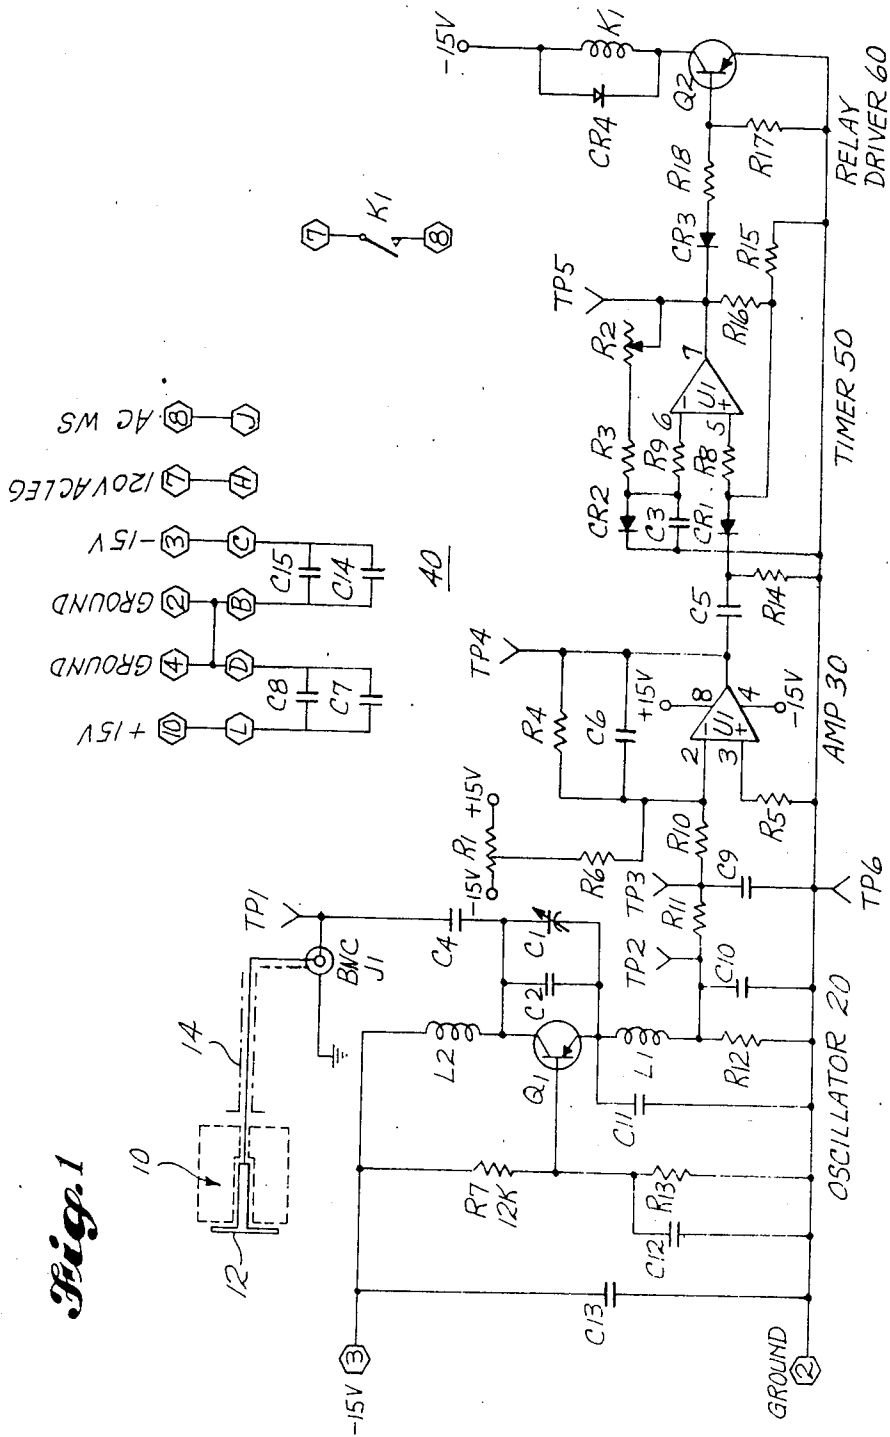 Fig.1
10
12
14
TP1
BNC
J1
+15V
GROUND
GROUND
-15V
120VACLEG
AC WS
10
4
2
3
7
8
L
D
B
C
H
J
C8
C7
C15
C14
40
7
K1
8
-15V
3
C13
R7
12K
C12
R13
Q1
L2
C2
C1
C4
C11
L1
R12
C10
TP2
R11
TP3
C9
R10
-15V
R1
+15V
R6
R4
C6
TP4
+15V
2
3
U1
8
4
-15V
R5
C5
R14
CR2
R3
R2
C3
R9
6
CR1
R8
5
U1
7
TP5
R16
R15
CR3
R18
R17
Q2
CR4
K1
-15V
GROUND
2
TP6
OSCILLATOR 20
AMP 30
TIMER 50
RELAY
DRIVER 60